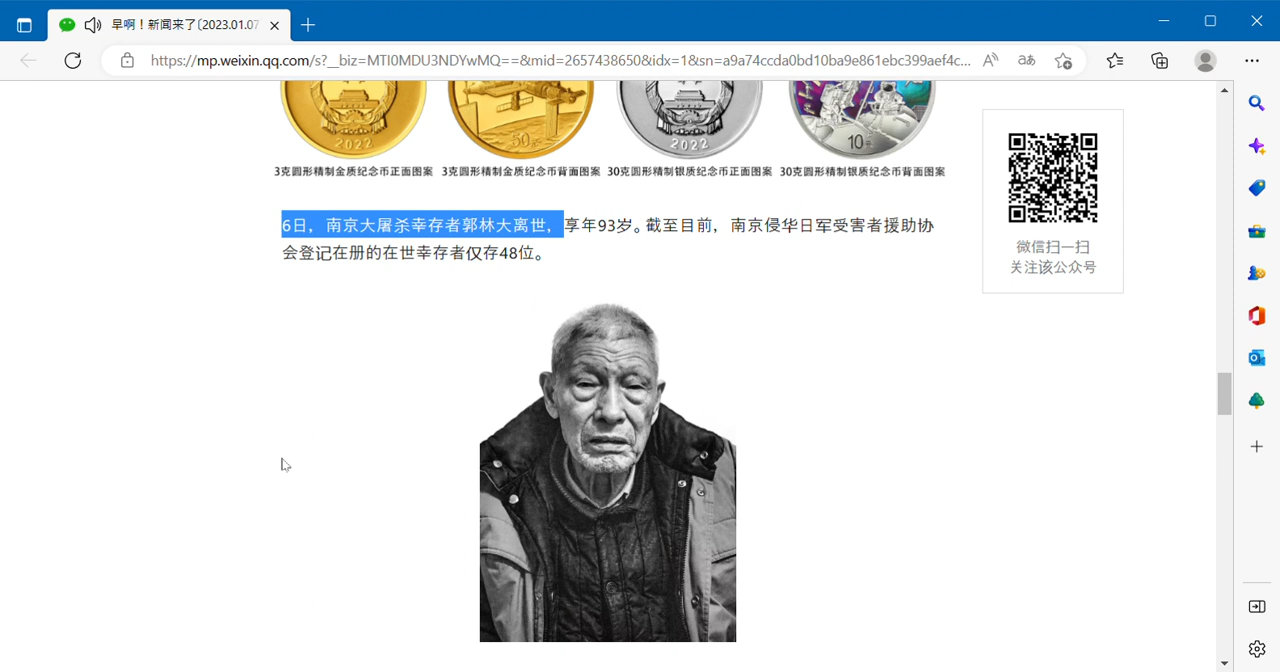 早啊！新闻来了〔2023.01.07
https://mp.weixin.qq.com/s?__biz=MTI0MDU3NDYwMQ==&mid=2657438650&idx=1&sn=a9a74ccda0bd10ba9e861ebc399aef4c...
2022
50元
2022
10元
3克圆形精制金质纪念币正面图案 3克圆形精制金质纪念币背面图案 30克圆形精制银质纪念币正面图案 30克圆形精制银质纪念币背面图案
6日，南京大屠杀幸存者郭林大离世，享年93岁。截至目前，南京侵华日军受害者援助协
会登记在册的在世幸存者仅存48位。
微信扫一扫
关注该公众号